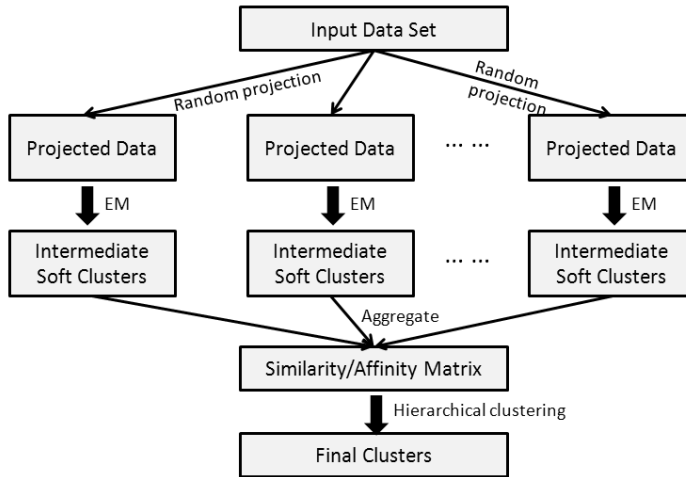 Input Data Set
Random projection
Random
projection
Projected Data
Projected Data
... ...
Projected Data
EM
EM
EM
Intermediate
Soft Clusters
Intermediate
Soft Clusters
... ...
Intermediate
Soft Clusters
Aggregate
Similarity/Affinity Matrix
Hierarchical clustering
Final Clusters